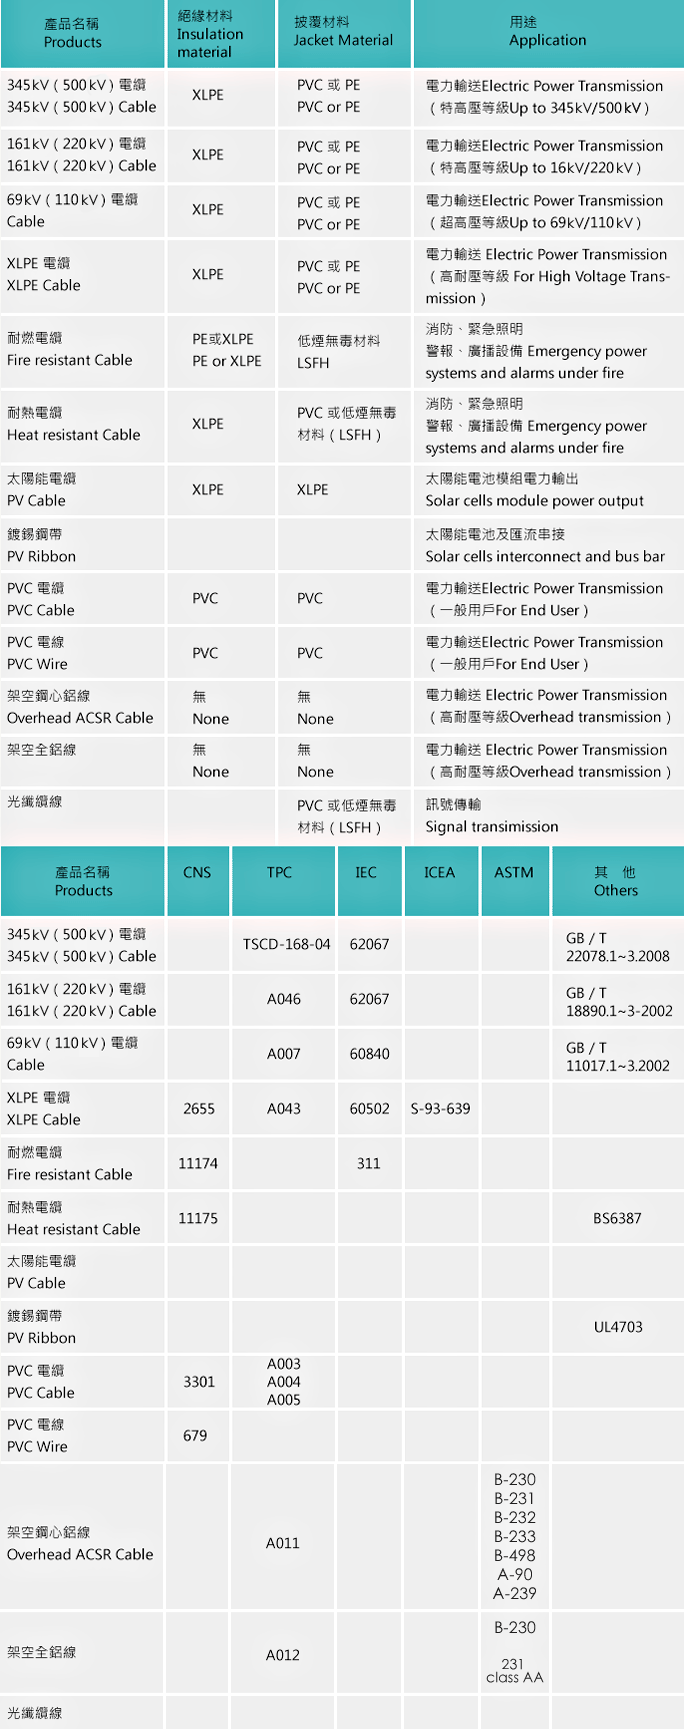 產品名稱
Products
絕緣材料
Insulation
material
披覆材料
Jacket Material
用途
Application
345kV ( 500kV ) 電纜
345kV ( 500kV ) Cable
XLPE
PVC 或 PE
PVC or PE
電力輸送Electric Power Transmission
( 特高壓等級Up to 345kV/500kV )
161kV ( 220kV ) 電纜
161kV ( 220kV ) Cable
XLPE
PVC 或 PE
PVC or PE
電力輸送Electric Power Transmission
( 特高壓等級Up to 16kV/220kV )
69kV ( 110kV ) 電纜
Cable
XLPE
PVC 或 PE
PVC or PE
電力輸送Electric Power Transmission
( 超高壓等級Up to 69kV/110kV )
XLPE 電纜
XLPE Cable
XLPE
PVC 或 PE
PVC or PE
電力輸送 Electric Power Transmission
( 高耐壓等級 For High Voltage Trans-
mission )
耐燃電纜
Fire resistant Cable
PE或XLPE
PE or XLPE
低煙無毒材料
LSFH
消防、緊急照明
警報、廣播設備 Emergency power
systems and alarms under fire
耐熱電纜
Heat resistant Cable
XLPE
PVC 或低煙無毒
材料 ( LSFH )
消防、緊急照明
警報、廣播設備 Emergency power
systems and alarms under fire
太陽能電纜
PV Cable
XLPE
XLPE
太陽能電池模組電力輸出
Solar cells module power output
鍍錫銅帶
PV Ribbon
太陽能電池及匯流串接
Solar cells interconnect and bus bar
PVC 電纜
PVC Cable
PVC
PVC
電力輸送Electric Power Transmission
( 一般用戶For End User )
PVC 電線
PVC Wire
PVC
PVC
電力輸送Electric Power Transmission
( 一般用戶For End User )
架空鋼心鋁線
Overhead ACSR Cable
無
None
無
None
電力輸送 Electric Power Transmission
( 高耐壓等級Overhead transmission )
架空全鋁線
無
None
無
None
電力輸送 Electric Power Transmission
( 高耐壓等級Overhead transmission )
光纖纜線
PVC 或低煙無毒
材料 ( LSFH )
訊號傳輸
Signal transimission
產品名稱
Products
CNS
TPC
IEC
ICEA
ASTM
其 他
Others
345kV ( 500kV ) 電纜
345kV ( 500kV ) Cable
TSCD-168-04
62067
GB / T
22078.1~3.2008
161kV ( 220kV ) 電纜
161kV ( 220kV ) Cable
A046
62067
GB / T
18890.1~3-2002
69kV ( 110kV ) 電纜
Cable
A007
60840
GB / T
11017.1~3.2002
XLPE 電纜
XLPE Cable
2655
A043
60502
S-93-639
耐燃電纜
Fire resistant Cable
11174
311
耐熱電纜
Heat resistant Cable
11175
BS6387
太陽能電纜
PV Cable
鍍錫銅帶
PV Ribbon
UL4703
PVC 電纜
PVC Cable
3301
A003
A004
A005
PVC 電線
PVC Wire
679
架空鋼心鋁線
Overhead ACSR Cable
A011
B-230
B-231
B-232
B-233
B-498
A-90
A-239
架空全鋁線
A012
B-230
231
class AA
光纖纜線